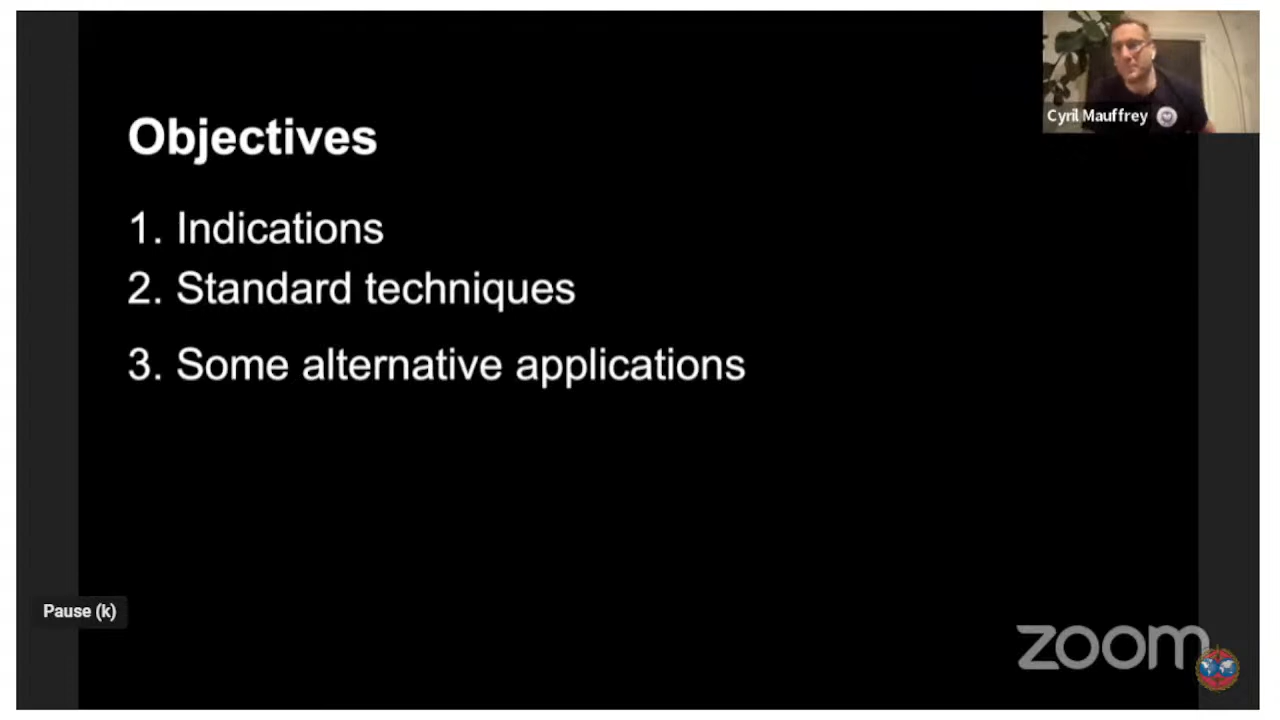 Cyril Mauffrey
Objectives
1. Indications
2. Standard techniques
3. Some alternative applications
Pause (k)
zoom